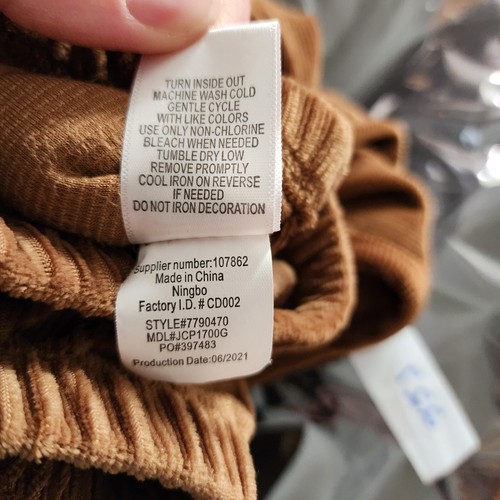 TURN INSIDE OUT
MACHINE WASH COLD
GENTLE CYCLE
WITH LIKE COLORS
USE ONLY NON-CHLORINE
BLEACH WHEN NEEDED
TUMBLE DRY LOW
REMOVE PROMPTLY
COOL IRON ON REVERSE
IF NEEDED
DO NOT IRON DECORATION
Supplier number:107862
Made in China
Ningbo
Factory I.D. # CD002
STYLE#7790470
MDL#JCP1700G
PO#397483
Production Date:06/2021